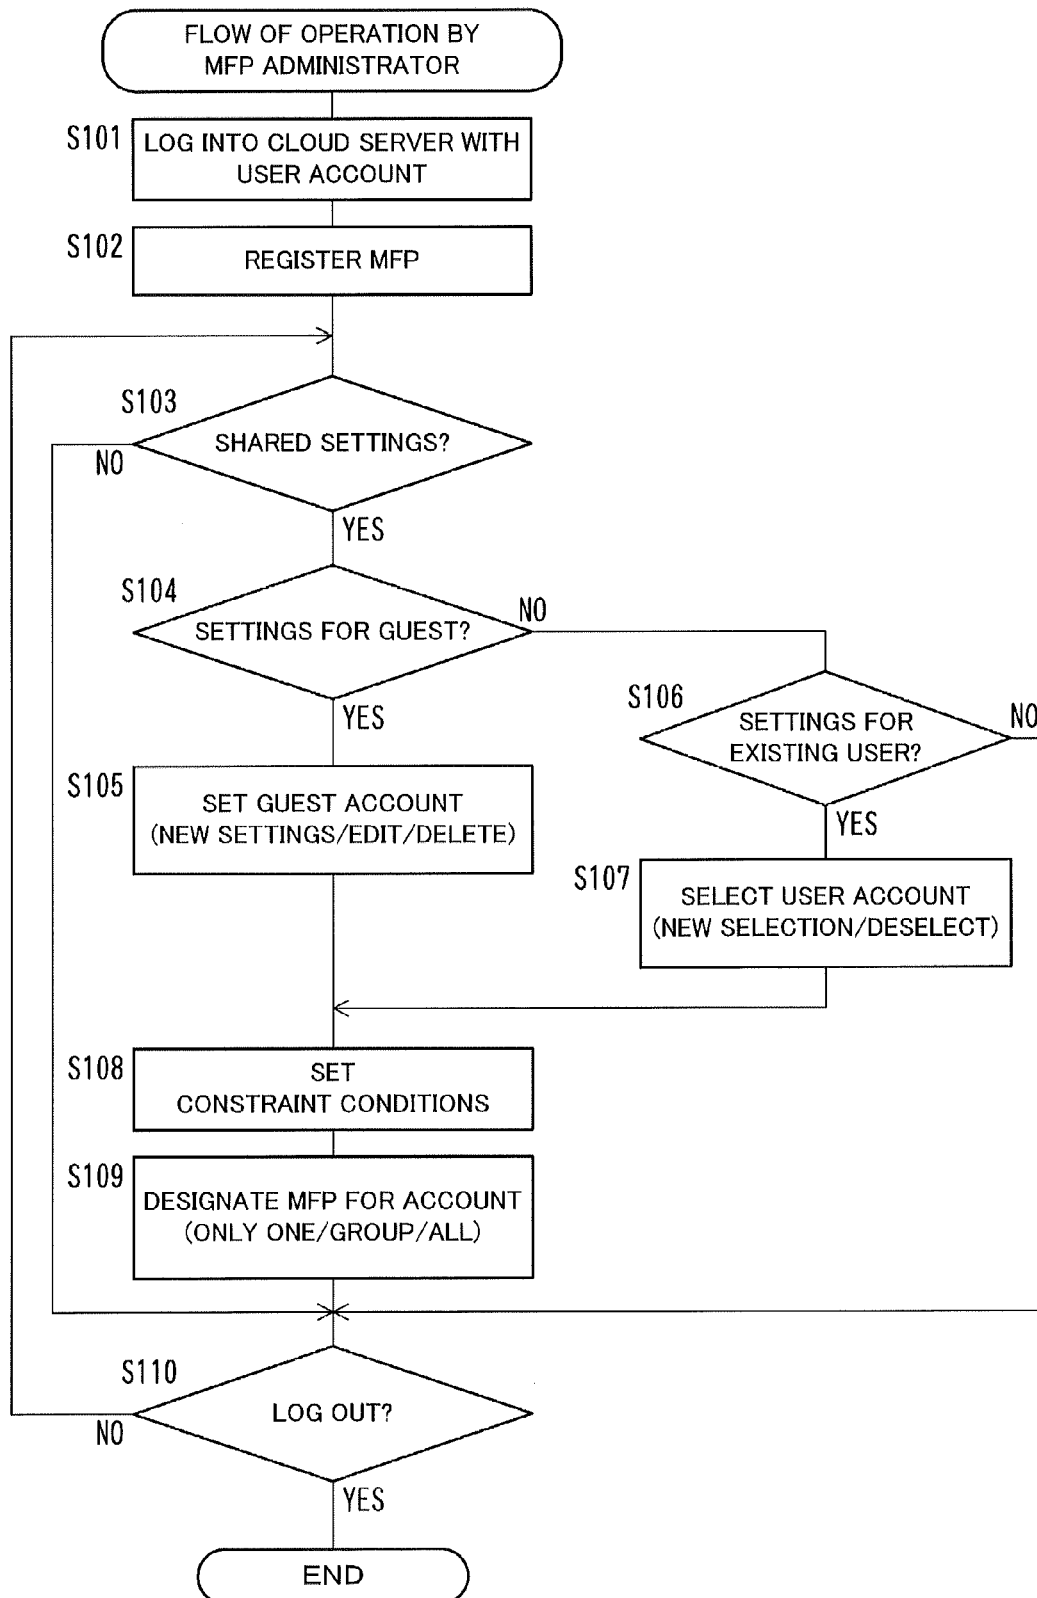 FLOW OF OPERATION BY
MFP ADMINISTRATOR
S101
LOG INTO CLOUD SERVER WITH
USER ACCOUNT
S102
REGISTER MFP
S103
SHARED SETTINGS?
NO
YES
S104
SETTINGS FOR GUEST?
NO
YES
S106
SETTINGS FOR
EXISTING USER?
NO
YES
S105
SET GUEST ACCOUNT
(NEW SETTINGS/EDIT/DELETE)
S107
SELECT USER ACCOUNT
(NEW SELECTION/DESELECT)
S108
SET
CONSTRAINT CONDITIONS
S109
DESIGNATE MFP FOR ACCOUNT
(ONLY ONE/GROUP/ALL)
S110
LOG OUT?
NO
YES
END